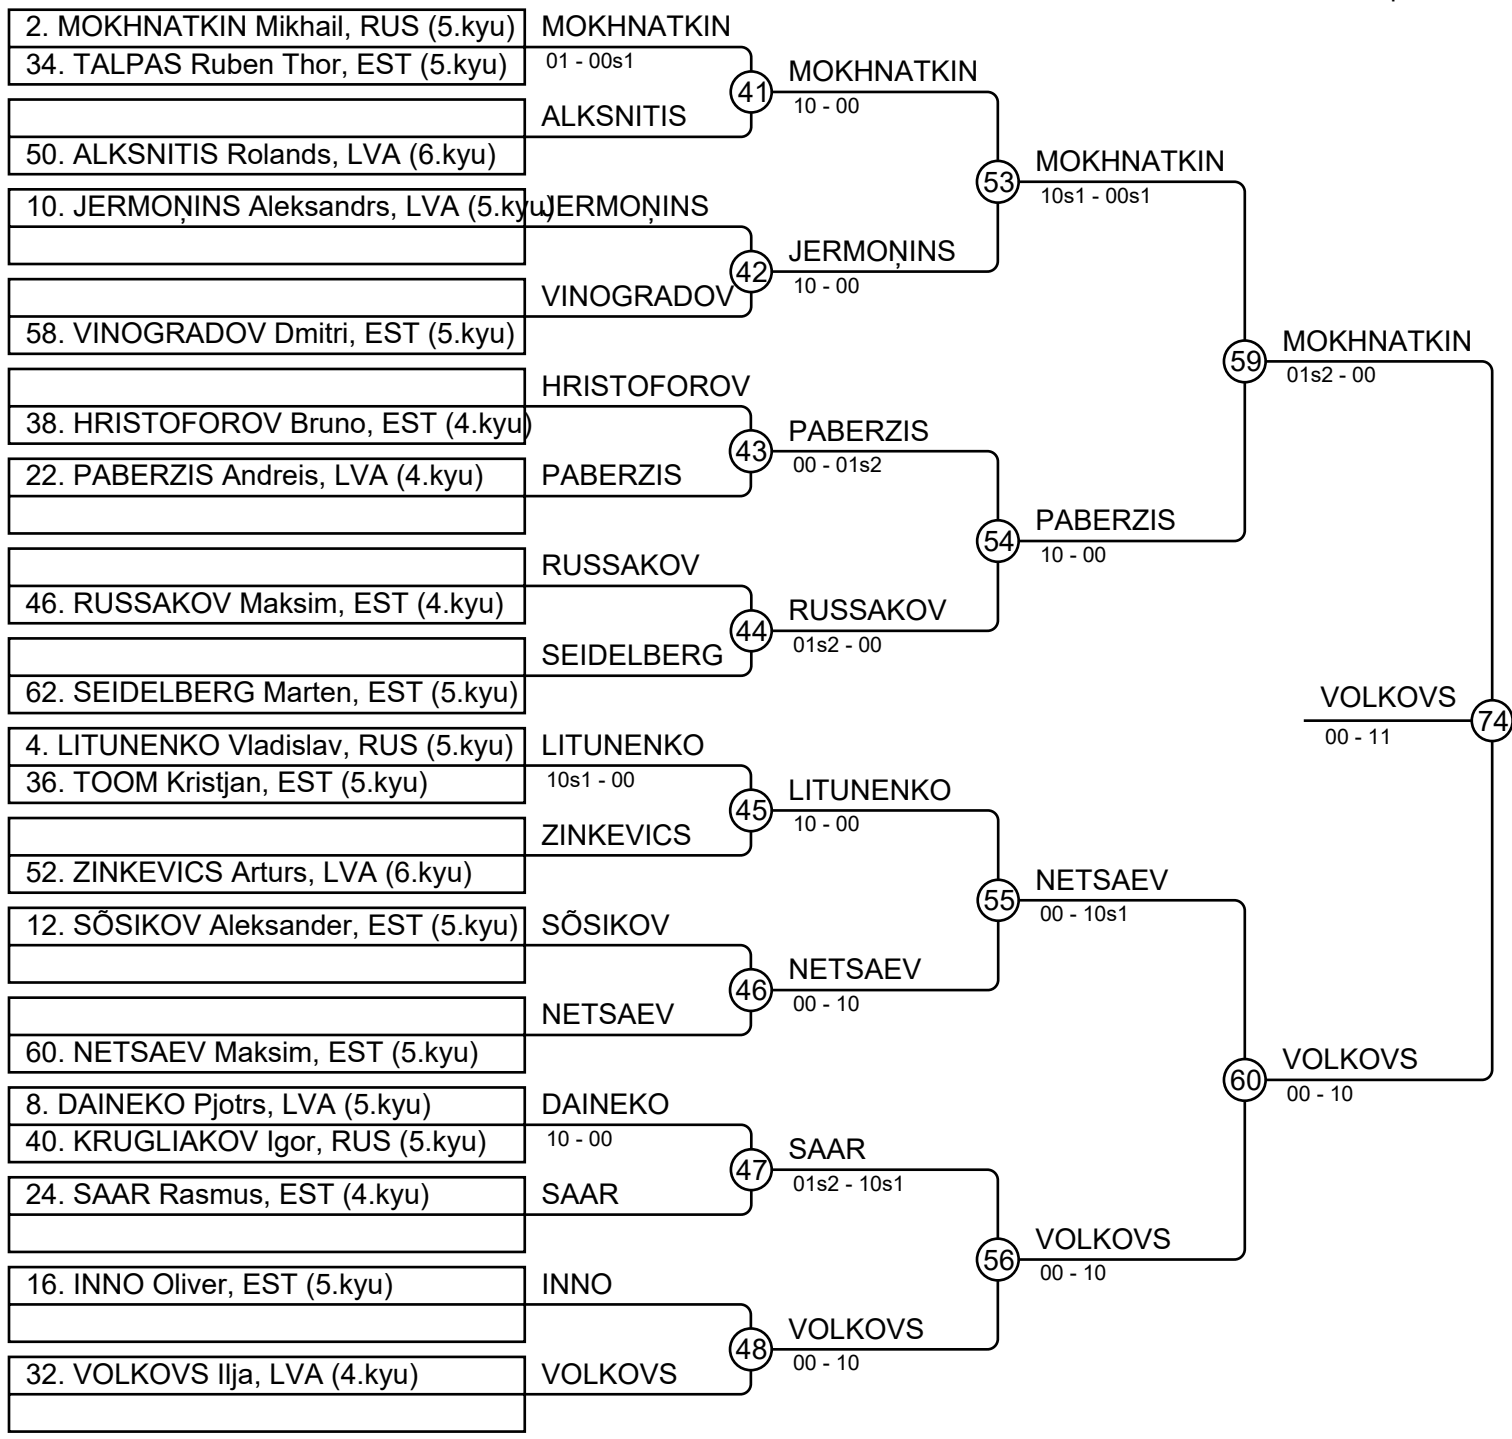 2. MOKHNATKIN Mikhail, RUS (5.kyu)
34. TALPAS Ruben Thor, EST (5.kyu)
50. ALKSNITIS Rolands, LVA (6.kyu)
10. JERMOŅINS Aleksandrs, LVA (5.kyu)
58. VINOGRADOV Dmitri, EST (5.kyu)
38. HRISTOFOROV Bruno, EST (4.kyu)
22. PABERZIS Andreis, LVA (4.kyu)
46. RUSSAKOV Maksim, EST (4.kyu)
62. SEIDELBERG Marten, EST (5.kyu)
4. LITUNENKO Vladislav, RUS (5.kyu)
36. TOOM Kristjan, EST (5.kyu)
52. ZINKEVICS Arturs, LVA (6.kyu)
12. SÕSIKOV Aleksander, EST (5.kyu)
60. NETSAEV Maksim, EST (5.kyu)
8. DAINEKO Pjotrs, LVA (5.kyu)
40. KRUGLIAKOV Igor, RUS (5.kyu)
24. SAAR Rasmus, EST (4.kyu)
16. INNO Oliver, EST (5.kyu)
32. VOLKOVS Ilja, LVA (4.kyu)
MOKHNATKIN
01 - 00s1
ALKSNITIS
JERMOŅINS
VINOGRADOV
HRISTOFOROV
PABERZIS
RUSSAKOV
SEIDELBERG
LITUNENKO
10s1 - 00
ZINKEVICS
SÕSIKOV
NETSAEV
DAINEKO
10 - 00
SAAR
INNO
VOLKOVS
41
42
43
44
45
46
47
48
MOKHNATKIN
10 - 00
JERMOŅINS
10 - 00
PABERZIS
00 - 01s2
RUSSAKOV
01s2 - 00
LITUNENKO
10 - 00
NETSAEV
00 - 10
SAAR
01s2 - 10s1
VOLKOVS
00 - 10
53
54
55
56
MOKHNATKIN
10s1 - 00s1
PABERZIS
10 - 00
NETSAEV
00 - 10s1
VOLKOVS
00 - 10
59
60
MOKHNATKIN
01s2 - 00
VOLKOVS
00 - 10
VOLKOVS
00 - 11
74